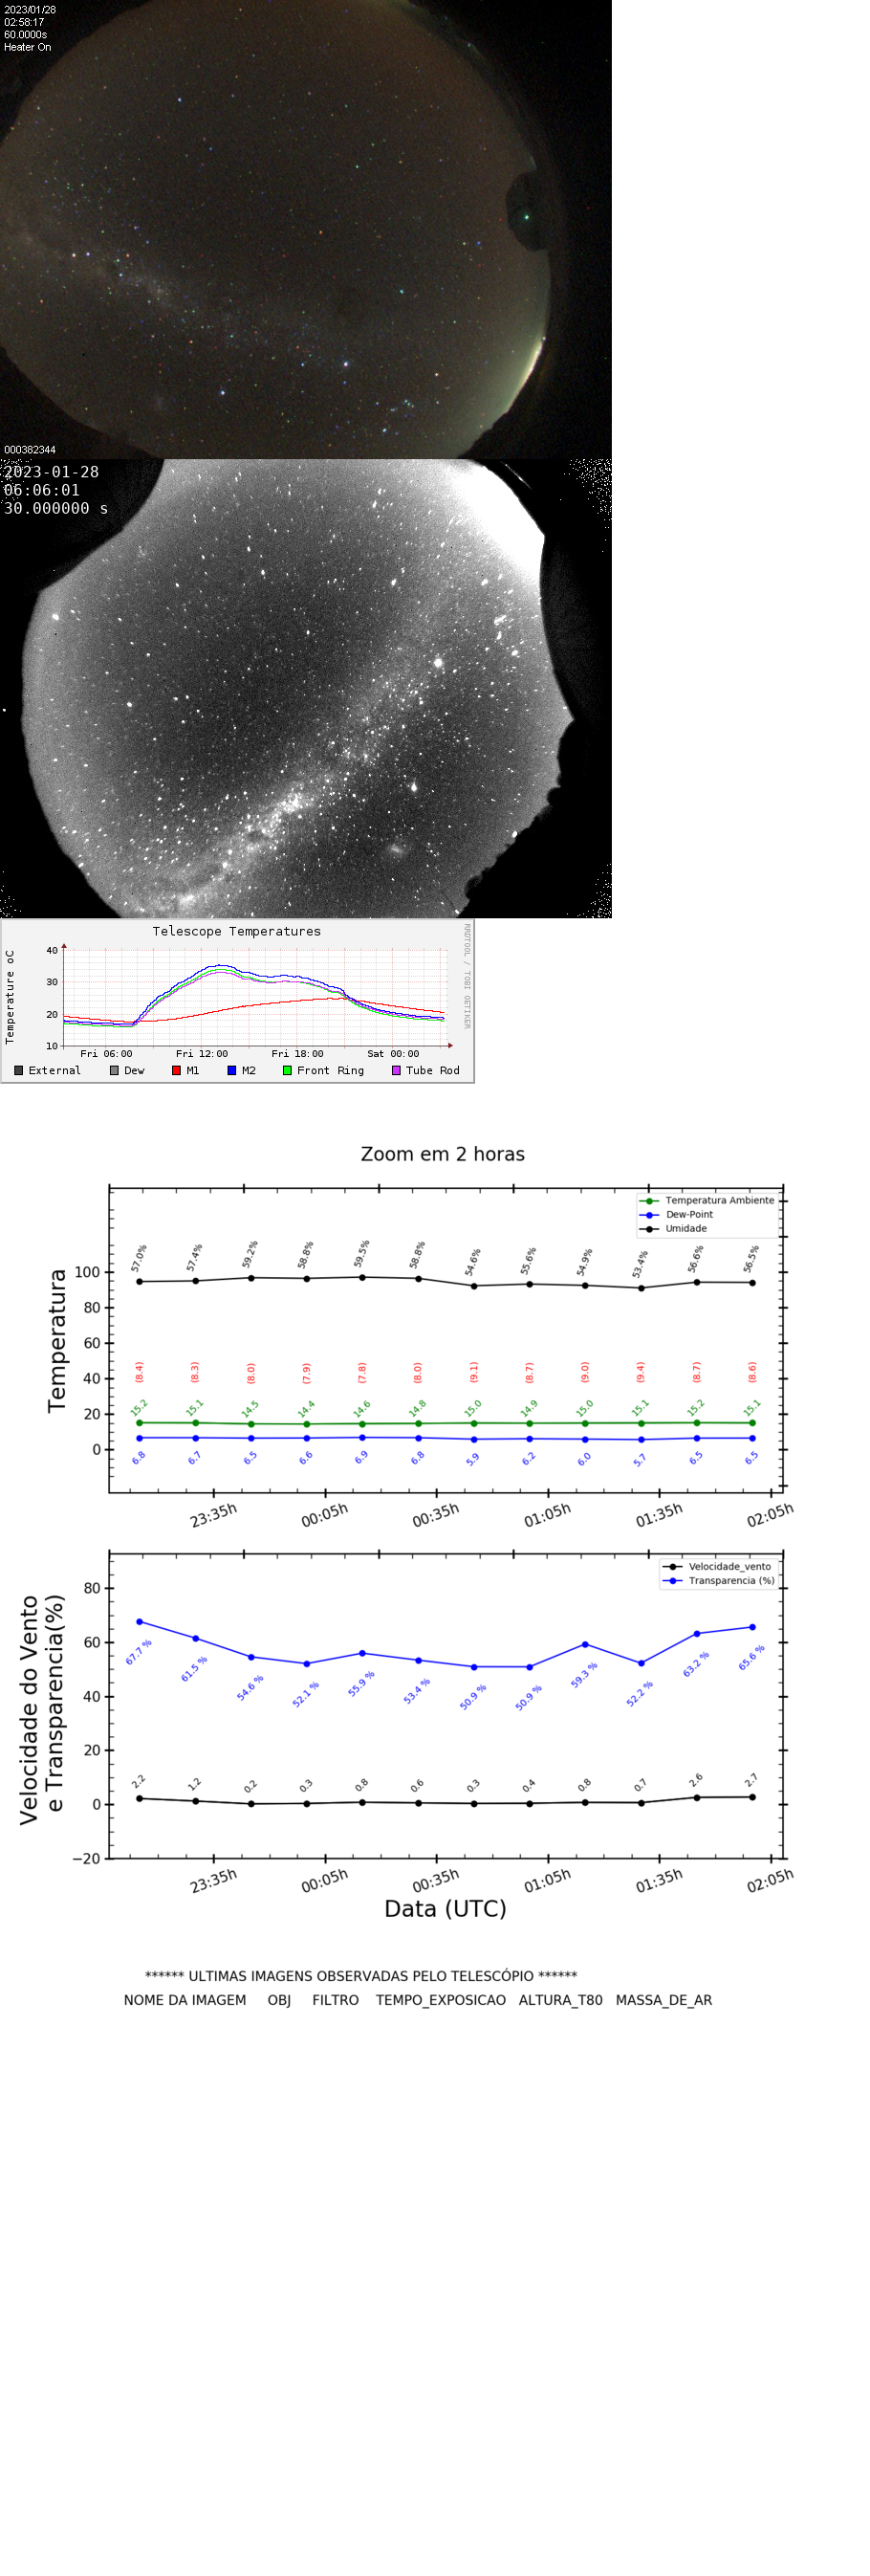 2023/01/28
02:58:17
60.0000s
Heater On
000382344
2023-01-28
06:06:01
30.000000 s
Telescope Temperatures
RRDTOOL / TOBI OETIKER
Temperature oC
40
30
20
10
Fri 06:00 Fri 12:00 Fri 18:00 Sat 00:00
External Dew M1 M2 Front Ring Tube Rod
Zoom em 2 horas
Temperatura Ambiente
Dew-Point
Umidade
Temperatura
100
80
60
40
20
0
57.0% 57.4% 59.2% 58.8% 59.5% 58.8% 54.6% 55.6% 54.9% 53.4% 56.6% 56.5%
(8.4) (8.3) (8.0) (7.9) (7.8) (8.0) (9.1) (8.7) (9.0) (9.4) (8.7) (8.6)
15.2 15.1 14.5 14.4 14.6 14.8 15.0 14.9 15.0 15.1 15.2 15.1
6.8 6.7 6.5 6.6 6.9 6.8 5.9 6.2 6.0 5.7 6.5 6.5
23:35h 00:05h 00:35h 01:05h 01:35h 02:05h
Velocidade_vento
Transparencia (%)
Velocidade do Vento
e Transparencia(%)
80
60
40
20
0
−20
67.7 % 61.5 % 54.6 % 52.1 % 55.9 % 53.4 % 50.9 % 50.9 % 59.3 % 52.2 % 63.2 % 65.6 %
2.2 1.2 0.2 0.3 0.8 0.6 0.3 0.4 0.8 0.7 2.6 2.7
23:35h 00:05h 00:35h 01:05h 01:35h 02:05h
Data (UTC)
****** ULTIMAS IMAGENS OBSERVADAS PELO TELESCÓPIO ******
NOME DA IMAGEM OBJ FILTRO TEMPO_EXPOSICAO ALTURA_T80 MASSA_DE_AR